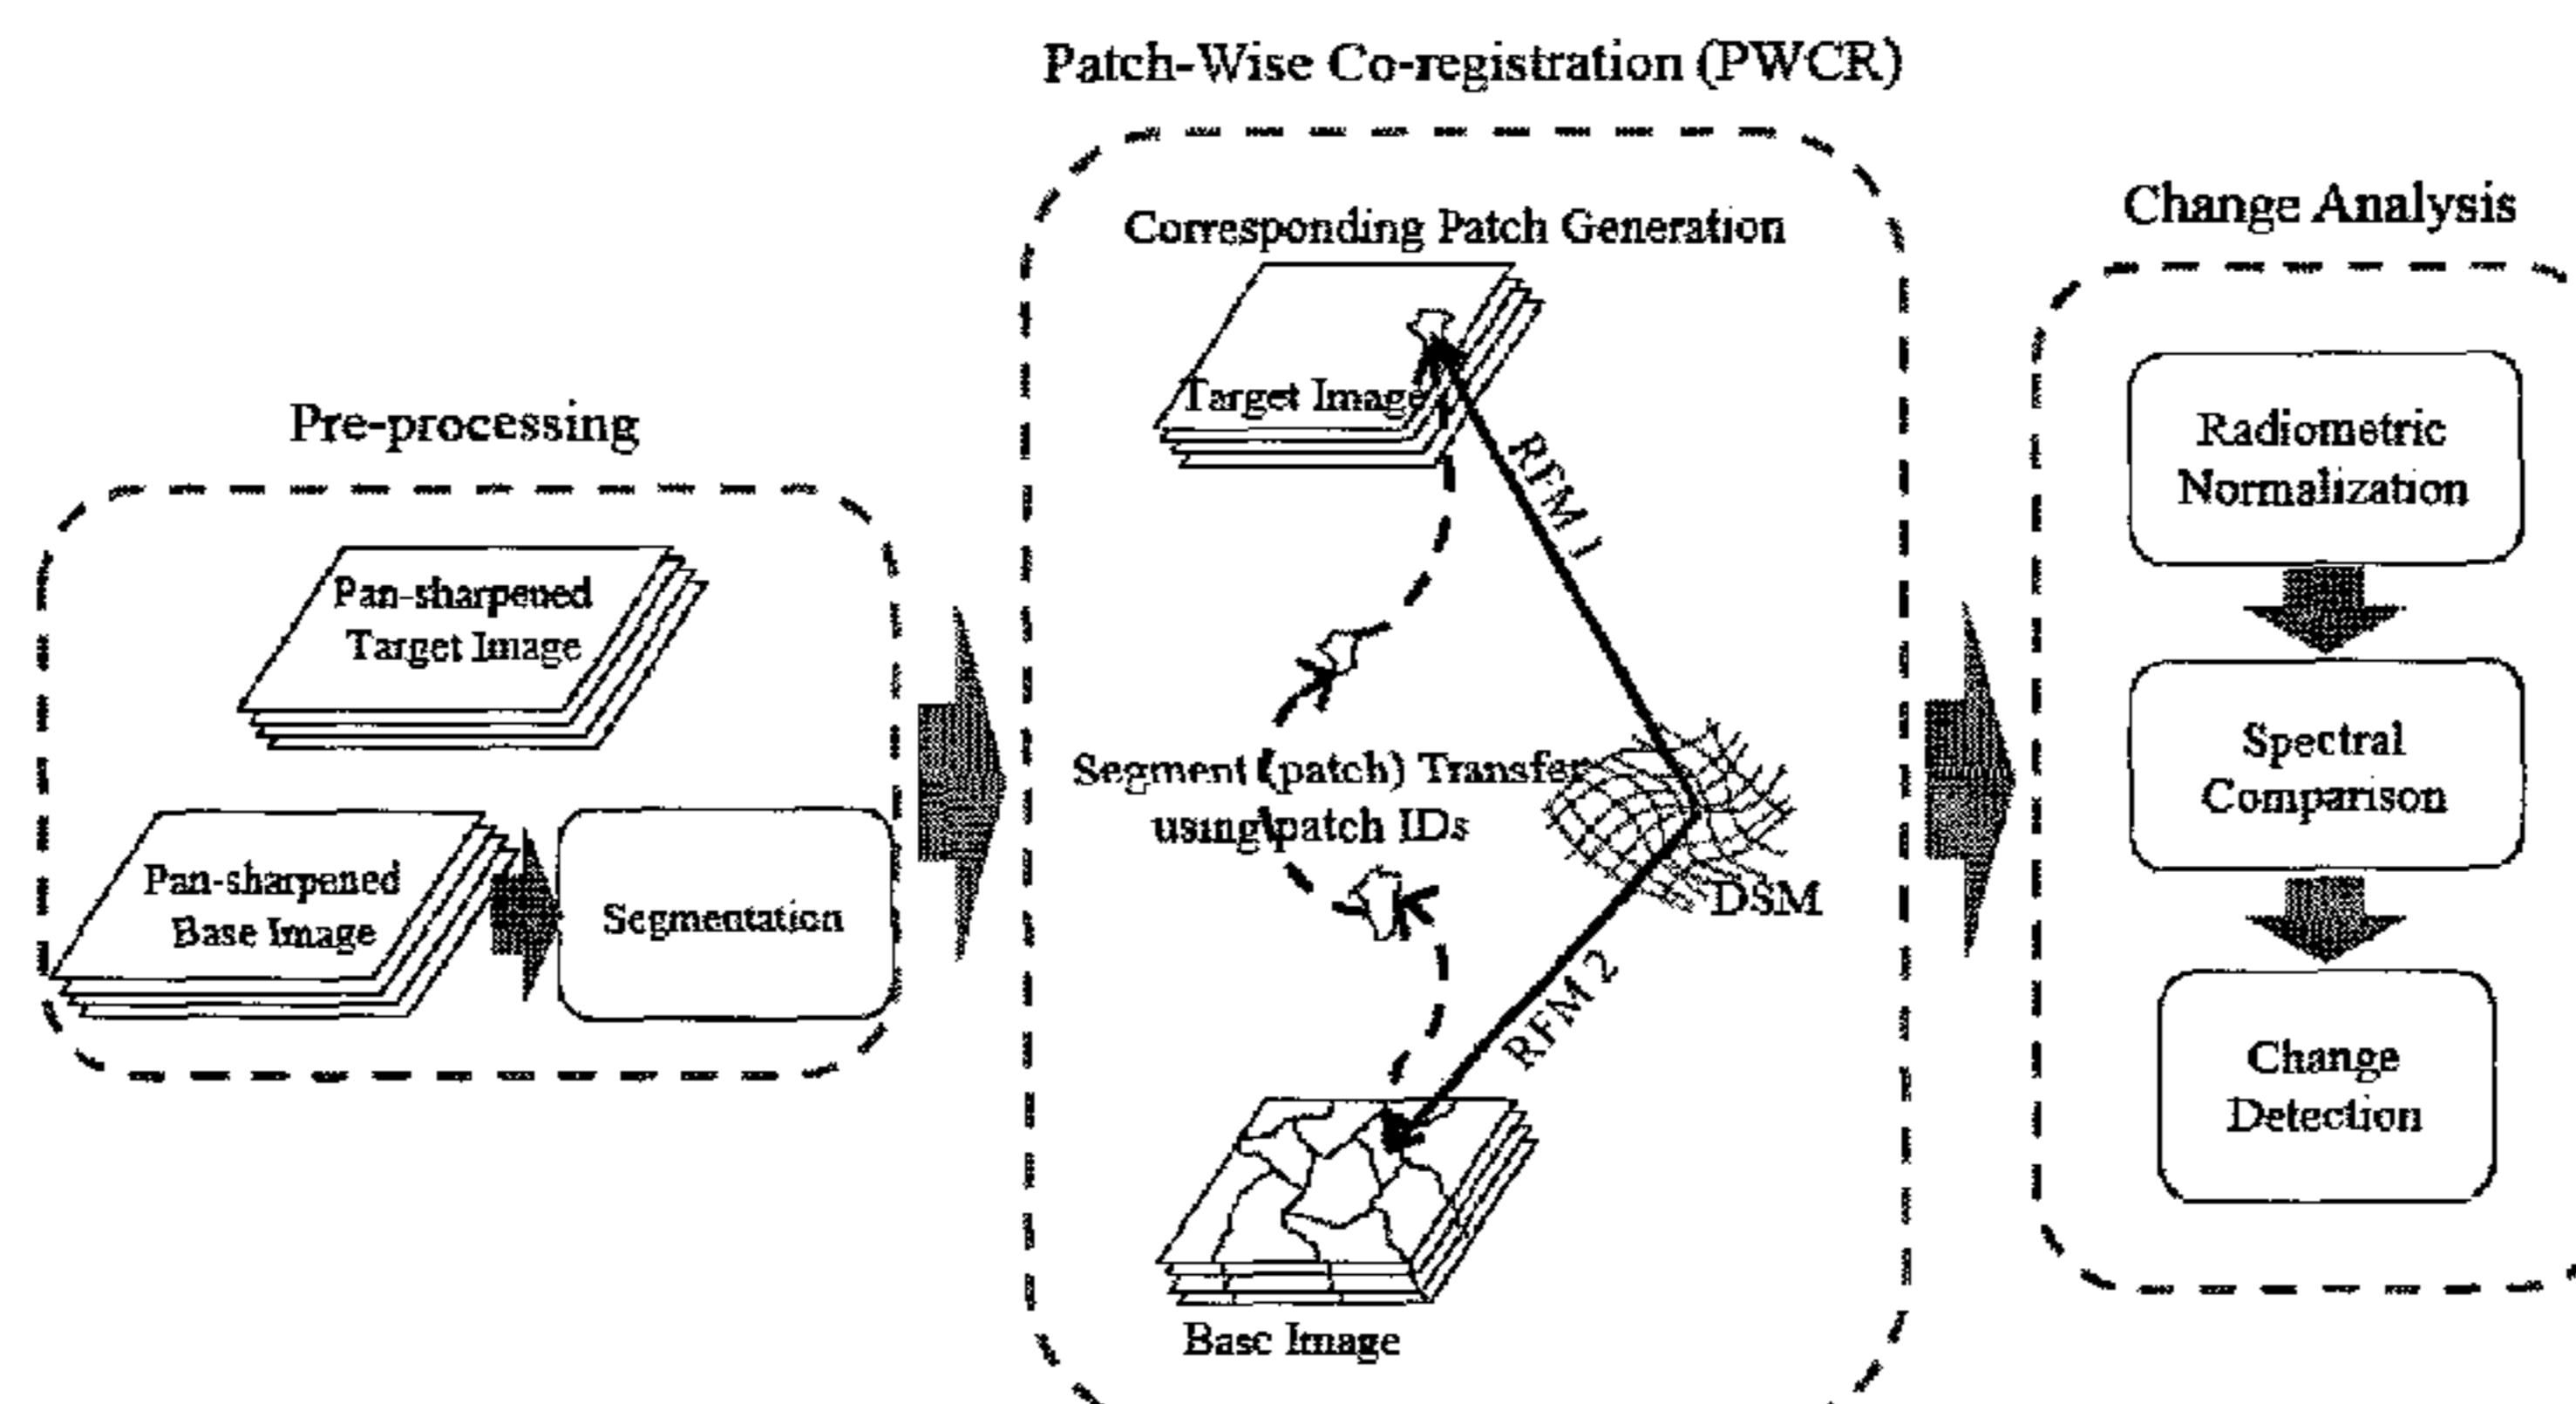 Patch-Wise Co-registration (PWCR)
Corresponding Patch Generation
Target Image
RFM 1
Segment (patch) Transfer
using patch IDs
DSM
RFM 2
Base Image
Pre-processing
Pan-sharpened
Target Image
Pan-sharpened
Base Image
Segmentation
Change Analysis
Radiometric
Normalization
Spectral
Comparison
Change
Detection